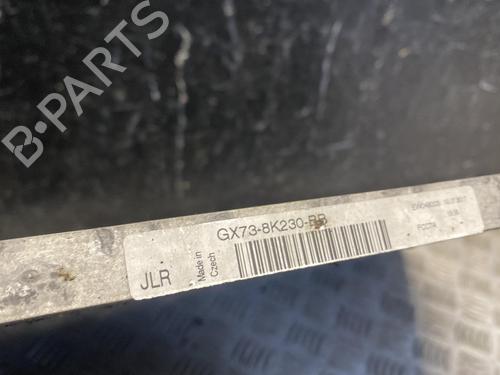 B-PARTS
GX73-8K230-BB
JLR
Made in
Czech